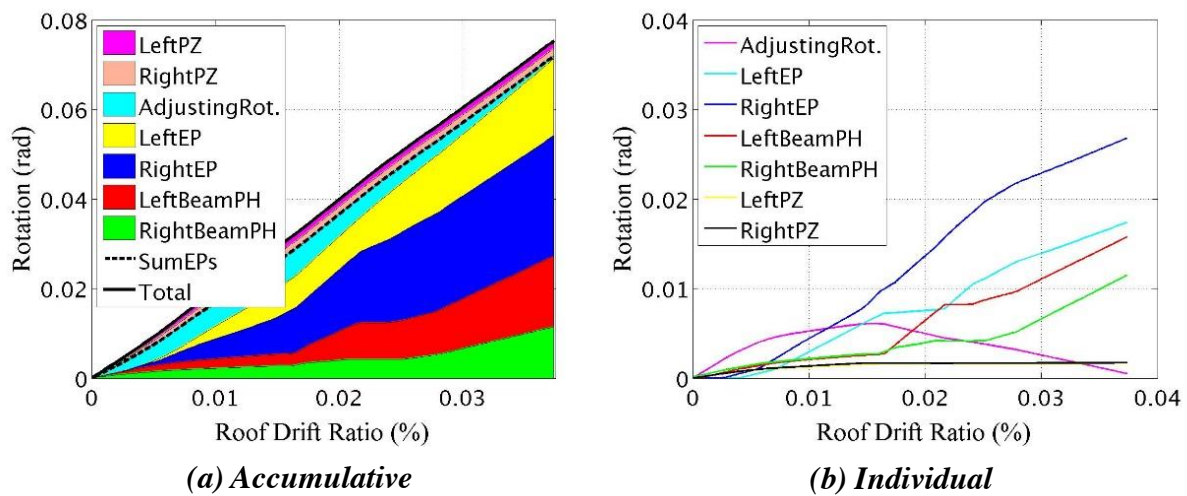 0.08
0.06
0.04
0.02
0
Rotation (rad)
LeftPZ
RightPZ
AdjustingRot.
LeftEP
RightEP
LeftBeamPH
RightBeamPH
SumEPs
Total
0 0.01 0.02 0.03
Roof Drift Ratio (%)
(a) Accumulative
0.04
0.03
0.02
0.01
0
Rotation (rad)
AdjustingRot.
LeftEP
RightEP
LeftBeamPH
RightBeamPH
LeftPZ
RightPZ
0 0.01 0.02 0.03 0.04
Roof Drift Ratio (%)
(b) Individual